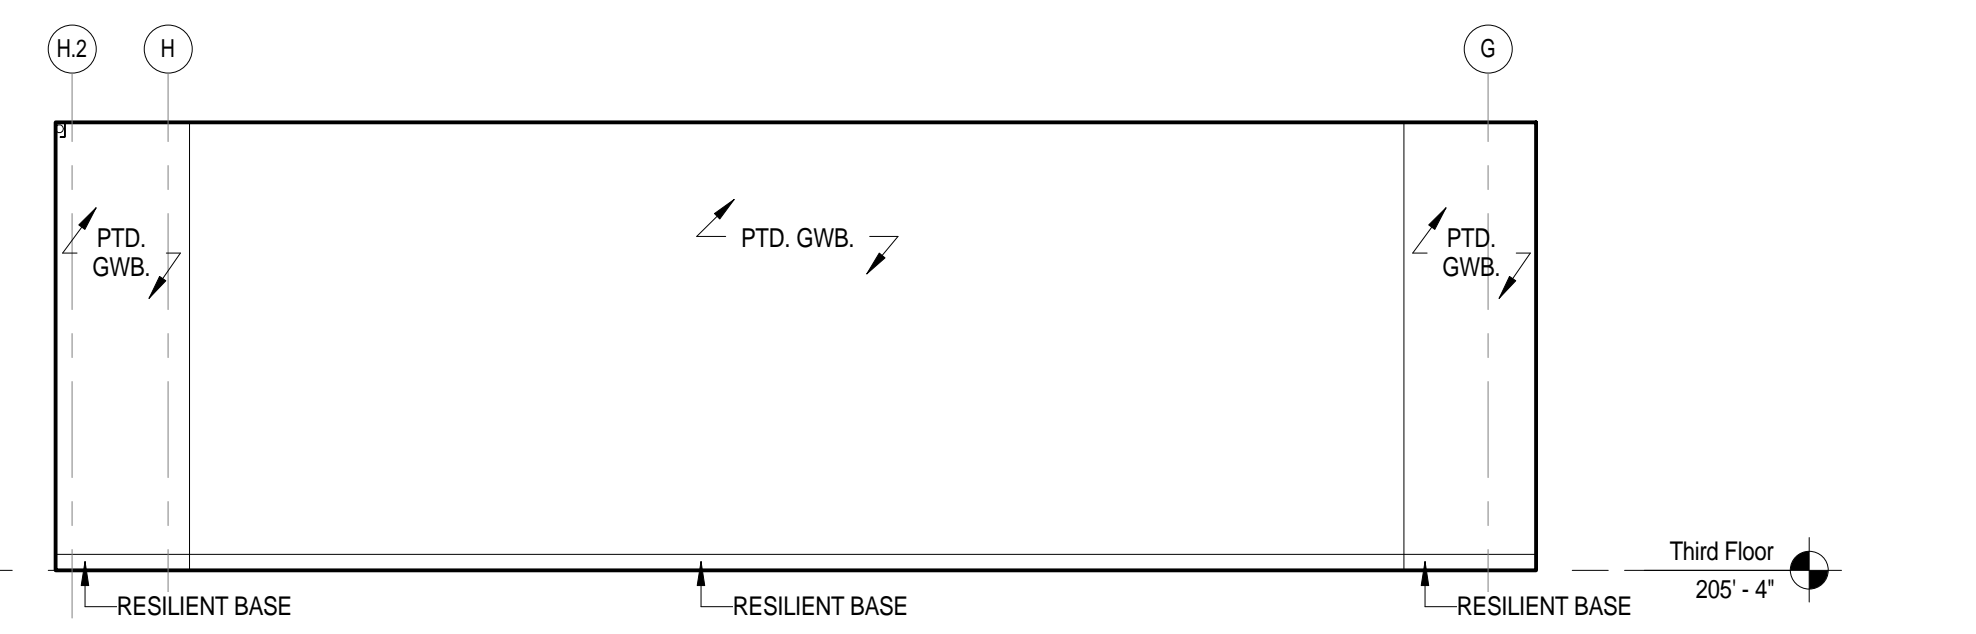 H.2
H
G
PTD.
GWB.
PTD. GWB.
PTD.
GWB.
Third Floor
205' - 4"
RESILIENT BASE
RESILIENT BASE
RESILIENT BASE